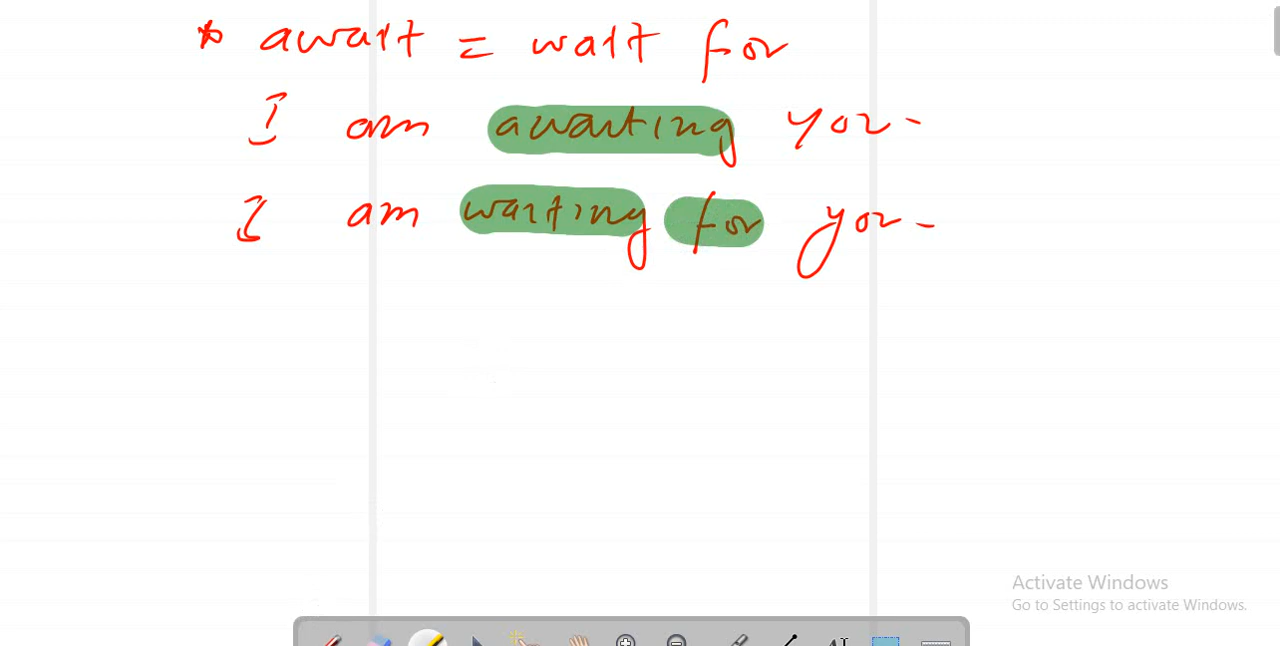 * await = wait for
I am awaiting you.
I am waiting for you.
Activate Windows
Go to Settings to activate Windows.